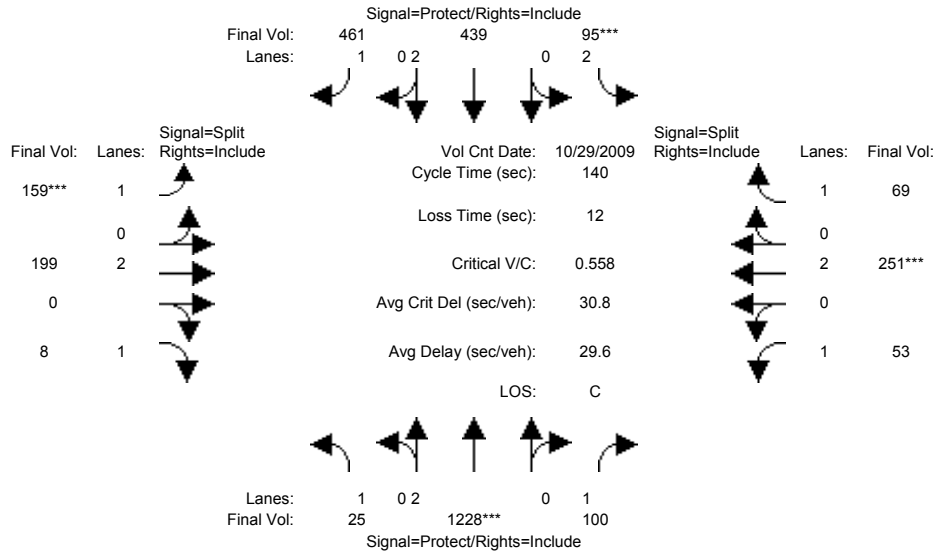 Signal=Protect/Rights=Include
Final Vol: 461 439 95***
Lanes: 1 0 2 0 2
Signal=Split Signal=Split
Final Vol: Lanes: Rights=Include Vol Cnt Date: 10/29/2009 Rights=Include Lanes: Final Vol:
Cycle Time (sec): 140
159*** 1 1 69
Loss Time (sec): 12
0 0
199 2 Critical V/C: 0.558 2 251***
0 0 Avg Crit Del (sec/veh): 30.8 0
8 1 Avg Delay (sec/veh): 29.6 1 53
LOS: C
Lanes: 1 0 2 0 1
Final Vol: 25 1228*** 100
Signal=Protect/Rights=Include